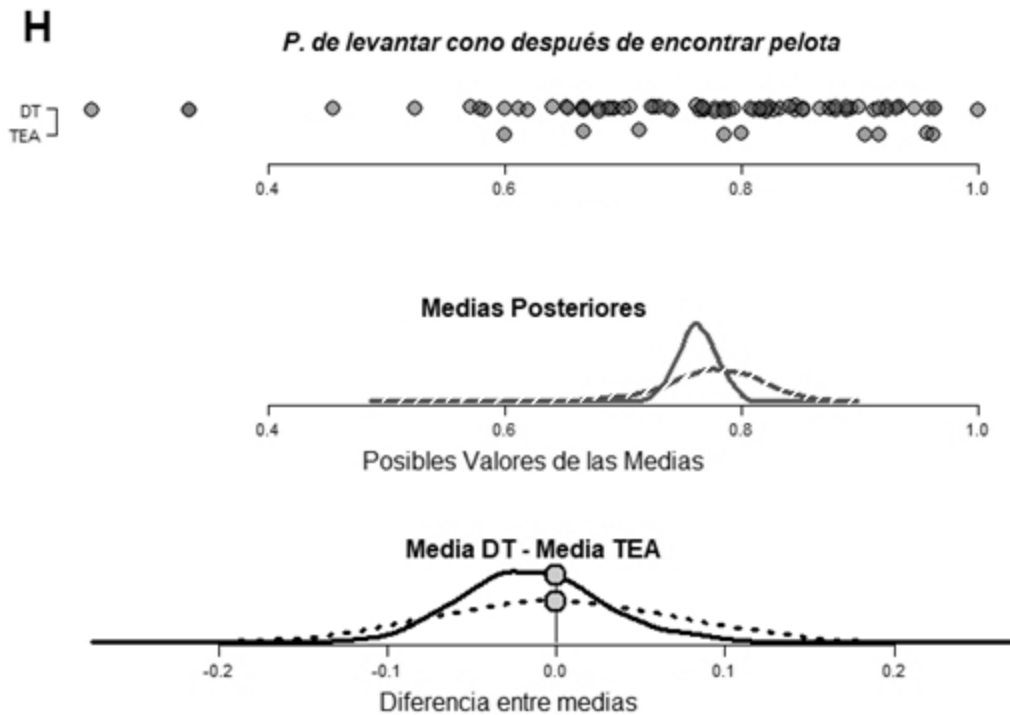 H
P. de levantar cono después de encontrar pelota
DT
TEA
0.4 0.6 0.8 1.0
Medias Posteriores
0.4 0.6 0.8 1.0
Posibles Valores de las Medias
Media DT - Media TEA
-0.2 -0.1 0.0 0.1 0.2
Diferencia entre medias